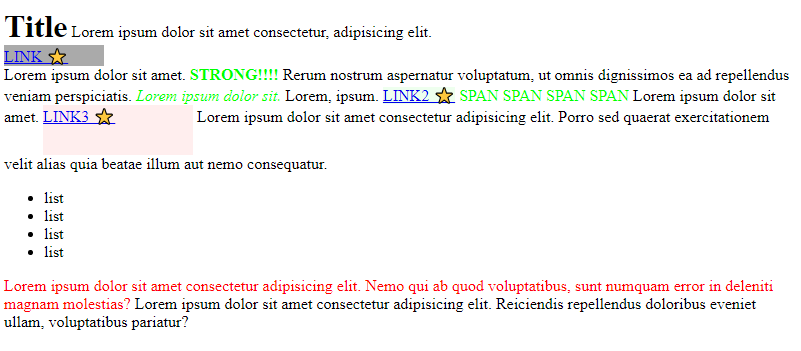 Title Lorem ipsum dolor sit amet consectetur, adipisicing elit.
LINK ⭐
Lorem ipsum dolor sit amet. STRONG!!!! Rerum nostrum aspernatur voluptatum, ut omnis dignissimos ea ad repellendus
veniam perspiciatis. Lorem ipsum dolor sit. Lorem, ipsum. LINK2 ⭐ SPAN SPAN SPAN SPAN Lorem ipsum dolor sit
amet. LINK3 ⭐ Lorem ipsum dolor sit amet consectetur adipisicing elit. Porro sed quaerat exercitationem
velit alias quia beatae illum aut nemo consequatur.
• list
• list
• list
• list
Lorem ipsum dolor sit amet consectetur adipisicing elit. Nemo qui ab quod voluptatibus, sunt numquam error in deleniti
magnam molestias? Lorem ipsum dolor sit amet consectetur adipisicing elit. Reiciendis repellendus doloribus eveniet
ullam, voluptatibus pariatur?